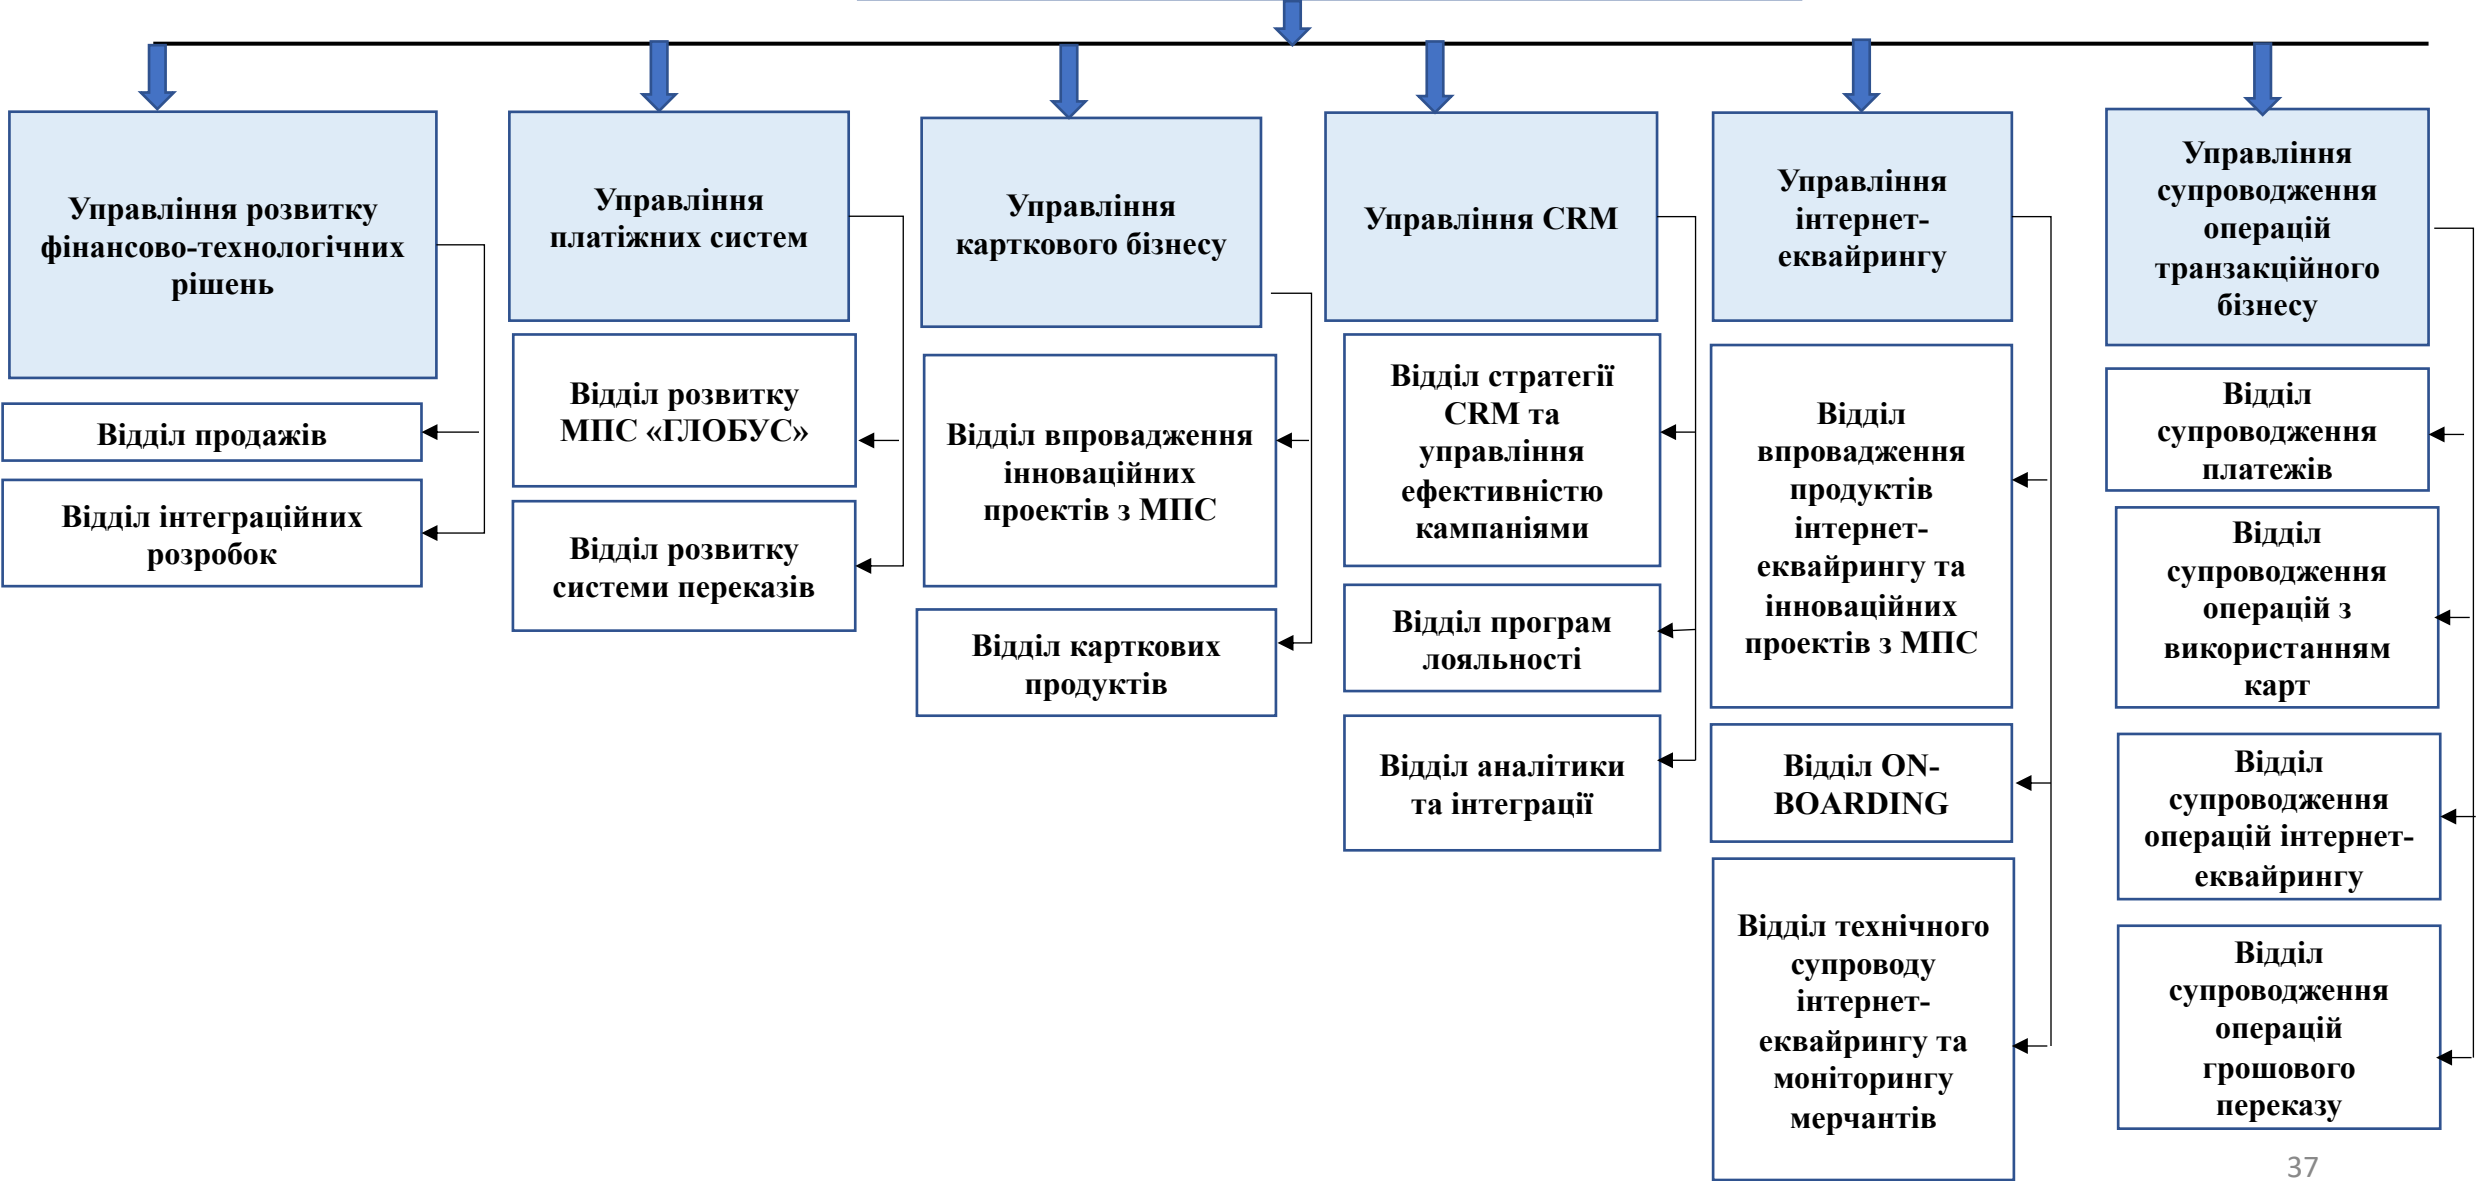 Управління розвитку
фінансово-технологічних
рішень
Відділ продажів
Відділ інтеграційних
розробок
Управління
платіжних систем
Відділ розвитку
МПС «ГЛОБУС»
Відділ розвитку
системи переказів
Управління
карткового бізнесу
Відділ впровадження
інноваційних
проектів з МПС
Відділ карткових
продуктів
Управління CRM
Відділ стратегії
CRM та
управління
ефективністю
кампаніями
Відділ програм
лояльності
Відділ аналітики
та інтеграції
Управління
інтернет-
еквайрингу
Відділ
впровадження
продуктів
інтернет-
еквайрингу та
інноваційних
проектів з МПС
Відділ ON-
BOARDING
Відділ технічного
супроводу
інтернет-
еквайрингу та
моніторингу
мерчантів
Управління
супроводження
операцій
транзакційного
бізнесу
Відділ
супроводження
платежів
Відділ
супроводження
операцій з
використанням
карт
Відділ
супроводження
операцій інтернет-
еквайрингу
Відділ
супроводження
операцій
грошового
переказу
37